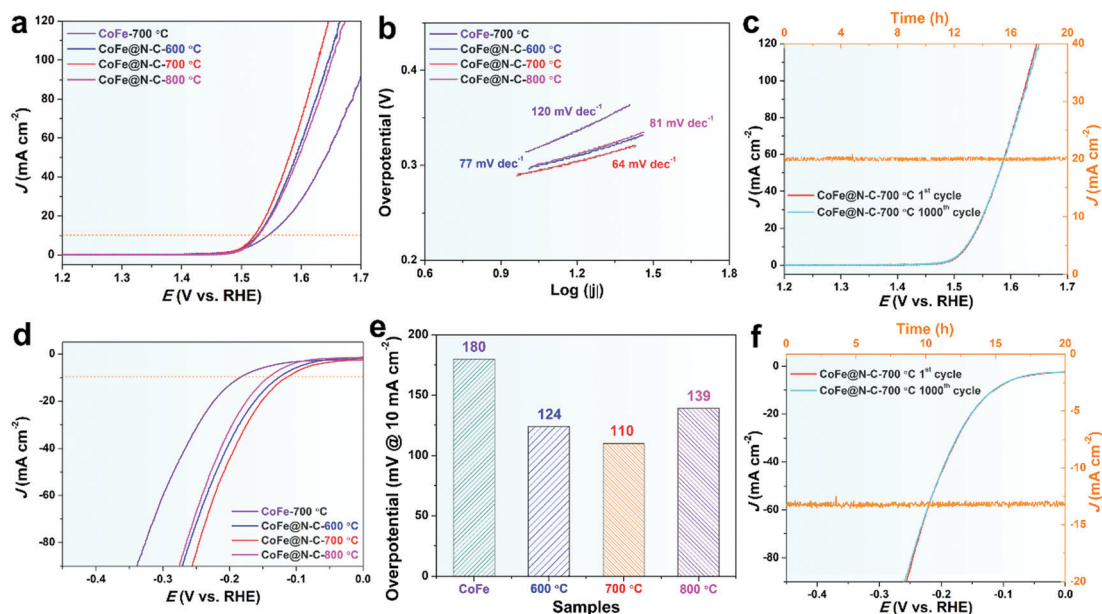 a
CoFe-700 °C
CoFe@N-C-600 °C
CoFe@N-C-700 °C
CoFe@N-C-800 °C
J (mA cm⁻²)
120
100
80
60
40
20
0
1.2 1.3 1.4 1.5 1.6 1.7
E (V vs. RHE)
b
CoFe-700 °C
CoFe@N-C-600 °C
CoFe@N-C-700 °C
CoFe@N-C-800 °C
Overpotential (V)
0.4
0.3
0.2
120 mV dec⁻¹
81 mV dec⁻¹
77 mV dec⁻¹
64 mV dec⁻¹
0.6 0.9 1.2 1.5 1.8
Log (|j|)
c
Time (h)
0 4 8 12 16 20
J (mA cm⁻²)
120
100
80
60
40
20
0
CoFe@N-C-700 °C 1st cycle
CoFe@N-C-700 °C 1000th cycle
40
35
30
25
20
15
10
5
0
J (mA cm⁻²)
1.2 1.3 1.4 1.5 1.6 1.7
E (V vs. RHE)
d
J (mA cm⁻²)
0
-20
-40
-60
-80
CoFe-700 °C
CoFe@N-C-600 °C
CoFe@N-C-700 °C
CoFe@N-C-800 °C
-0.4 -0.3 -0.2 -0.1 0.0
E (V vs. RHE)
e
Overpotential (mV @ 10 mA cm⁻²)
200
150
100
50
0
180
124
110
139
CoFe 600 °C 700 °C 800 °C
Samples
f
Time (h)
0 5 10 15 20
J (mA cm⁻²)
0
-20
-40
-60
-80
CoFe@N-C-700 °C 1st cycle
CoFe@N-C-700 °C 1000th cycle
0
-2
-5
-10
-15
-20
J (mA cm⁻²)
-0.4 -0.3 -0.2 -0.1 0.0
E (V vs. RHE)